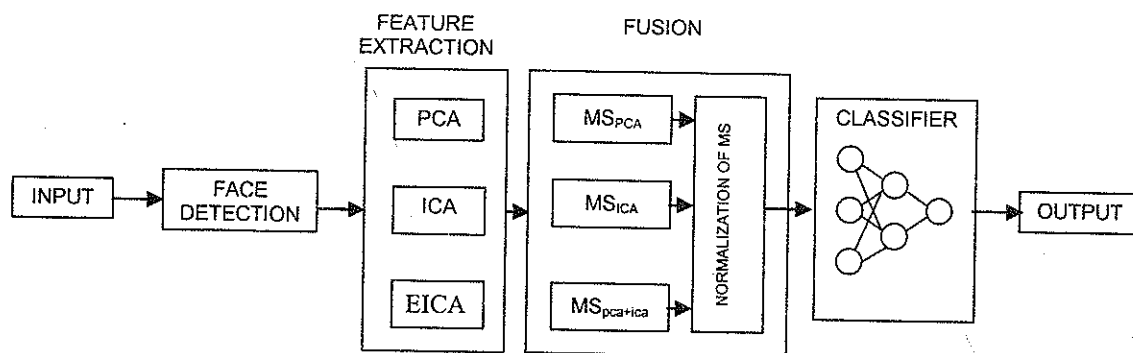 FEATURE
EXTRACTION
FUSION
INPUT
FACE
DETECTION
PCA
ICA
EICA
MSPCA
MSICA
MSpca+ica
NORMALIZATION OF MS
CLASSIFIER
OUTPUT